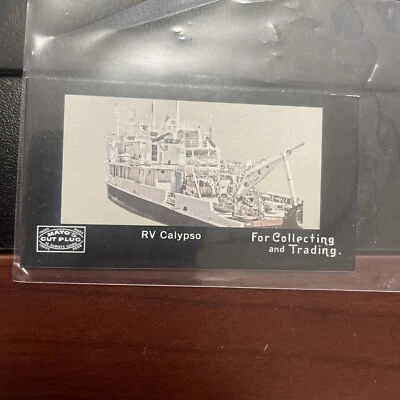 MAYO'S
CUT PLUG
RV Calypso
For Collecting
and Trading.